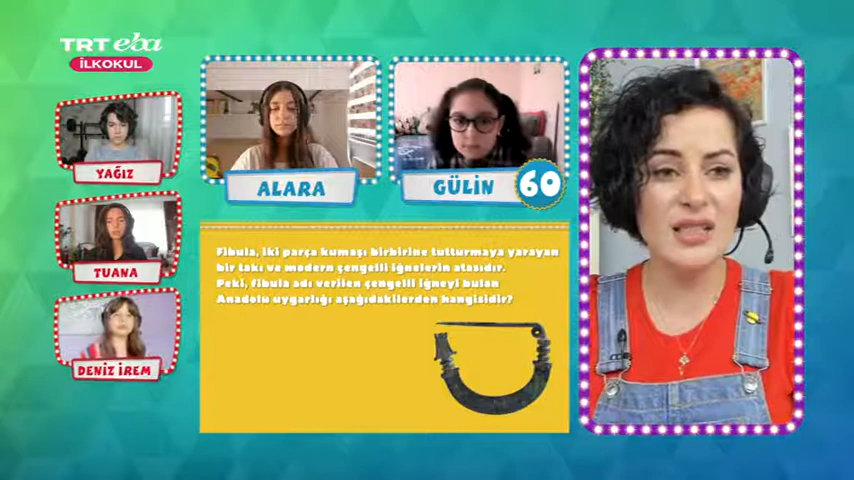 TRT eba
İLKOKUL
YAĞIZ
TUANA
DENİZ İREM
ALARA
GÜLİN
60
Fibula, iki parça kumaşı birbirine tutturmaya yarayan
bir takı ve modern çengelli iğnelerin atasıdır.
Peki, fibula adı verilen çengelli iğneyi bulan
Anadolu uygarlığı aşağıdakilerden hangisidir?